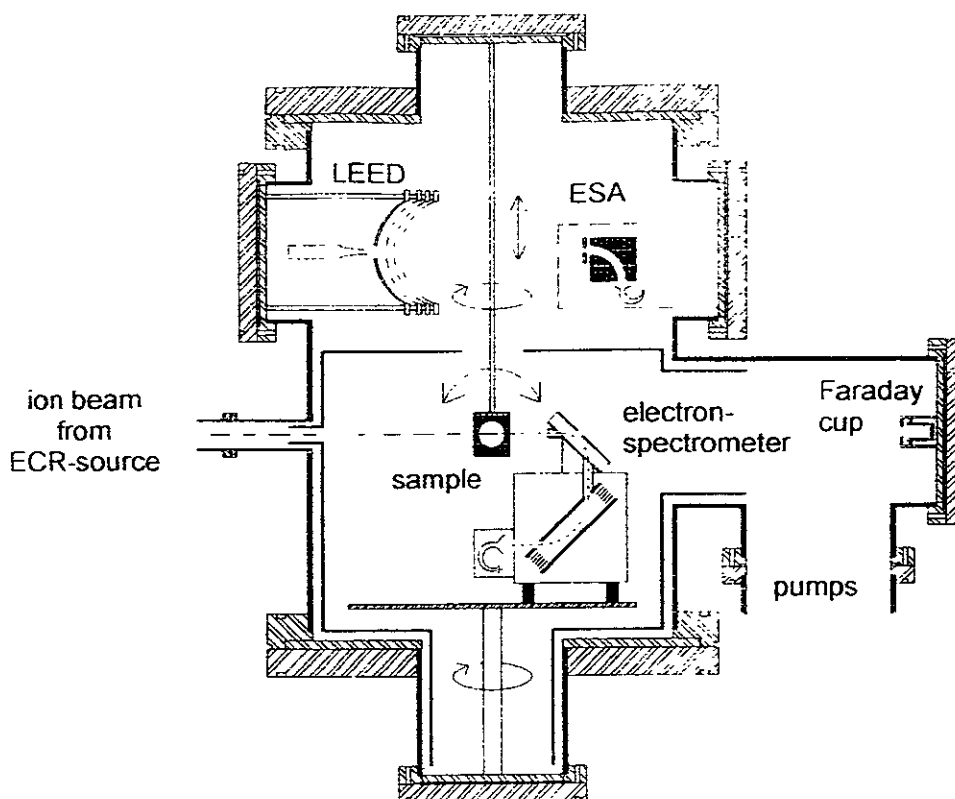 LEED
ESA
ion beam
from
ECR-source
sample
electron-
spectrometer
Faraday
cup
pumps